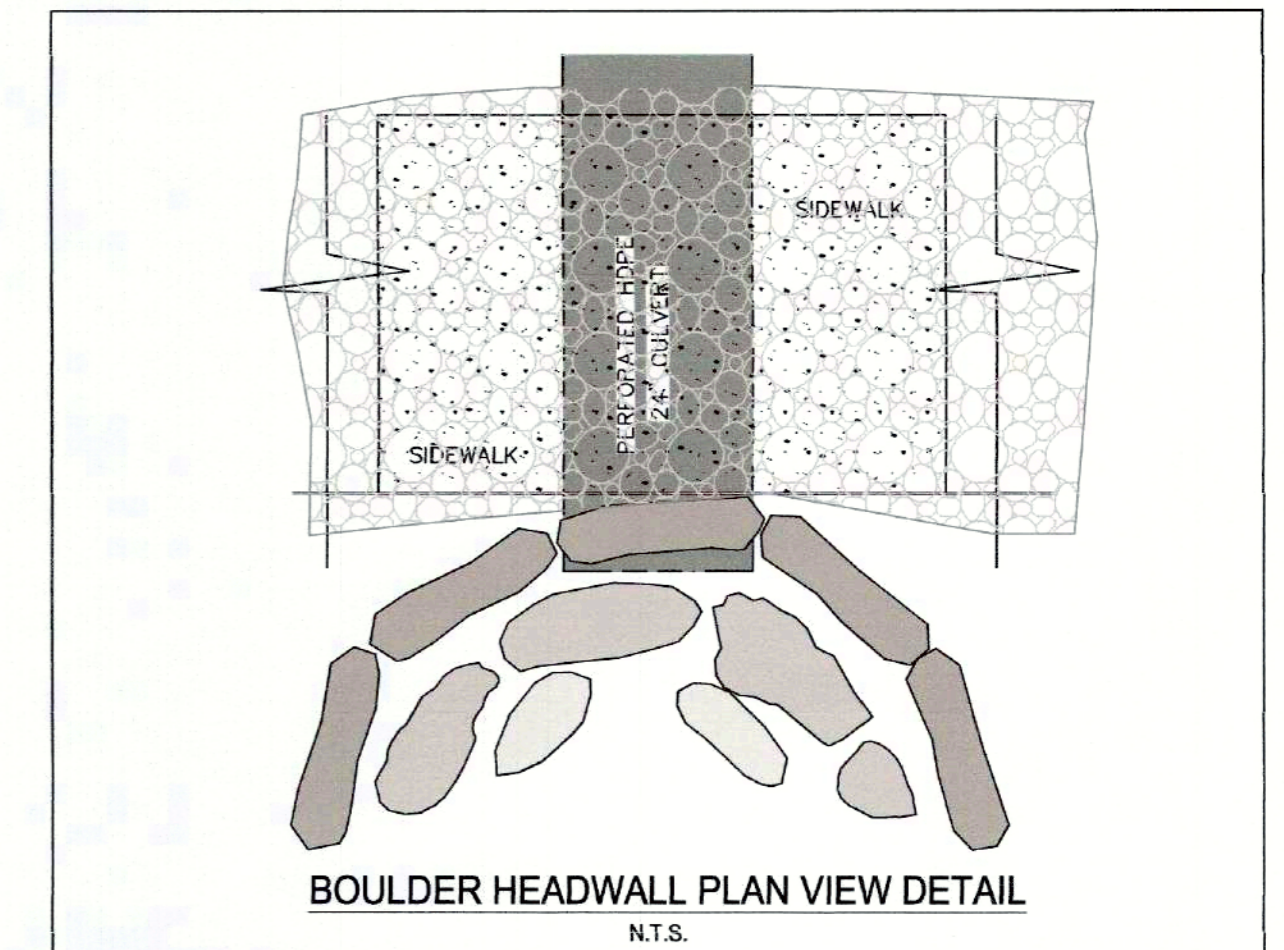 SIDEWALK
PERFORATED HDPE
24" CULVERT
SIDEWALK
BOULDER HEADWALL PLAN VIEW DETAIL
N.T.S.